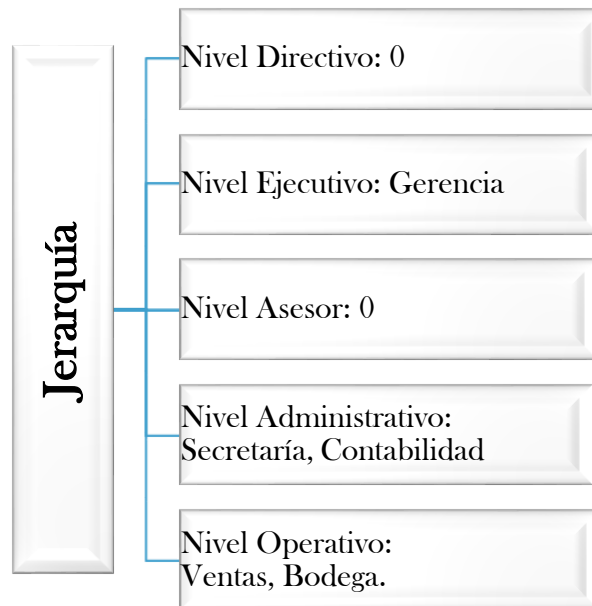 Jerarquía
Nivel Directivo: 0
Nivel Ejecutivo: Gerencia
Nivel Asesor: 0
Nivel Administrativo:
Secretaría, Contabilidad
Nivel Operativo:
Ventas, Bodega.